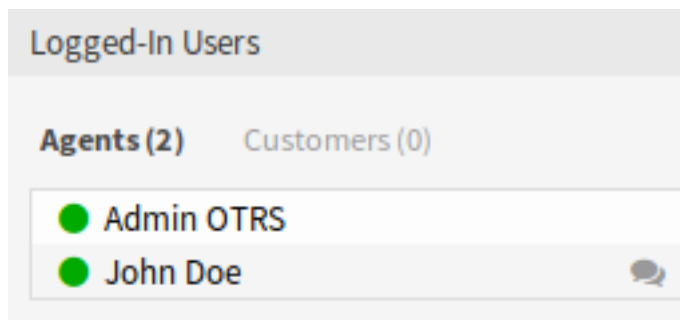 Logged-In Users
Agents (2) Customers (0)
Admin OTRS
John Doe